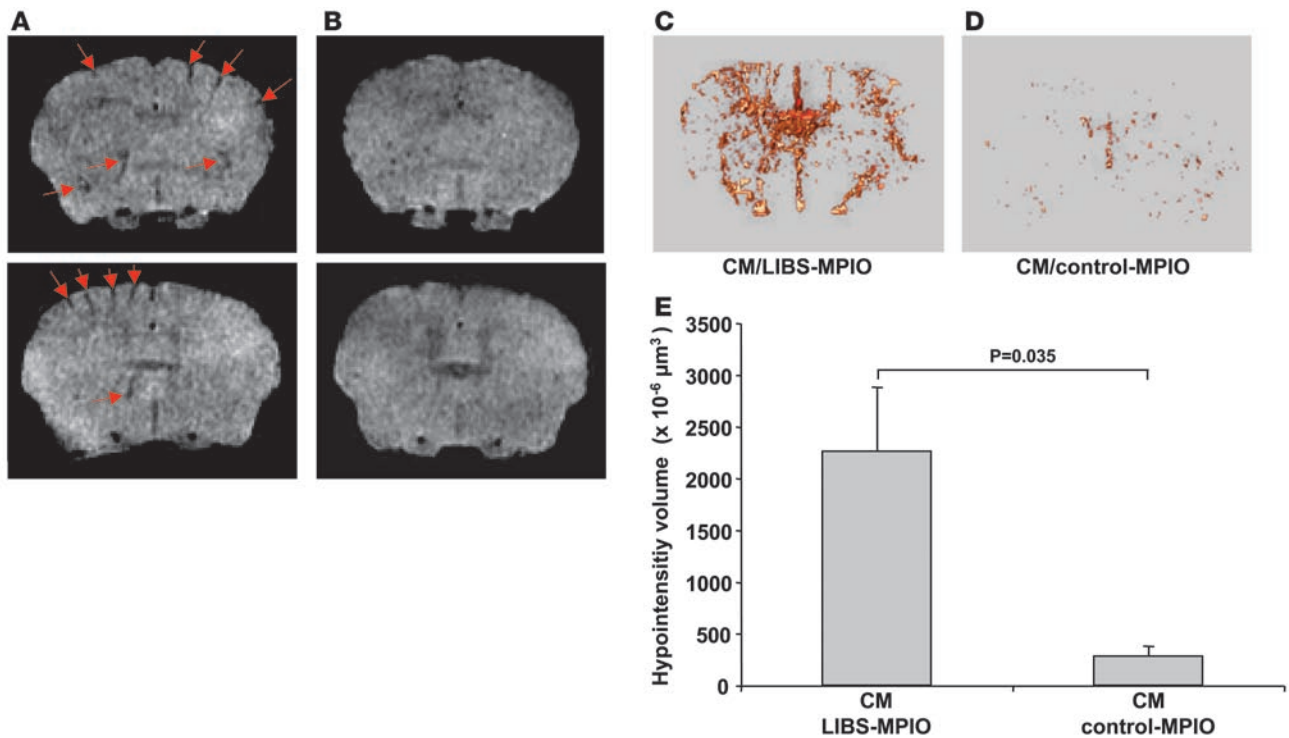 A
B
C
D
CM/LIBS-MPIO
CM/control-MPIO
E
Hypointensitiy volume (x 10⁻⁶ μm³)
3500
3000
2500
2000
1500
1000
500
0
P=0.035
CM
LIBS-MPIO
CM
control-MPIO